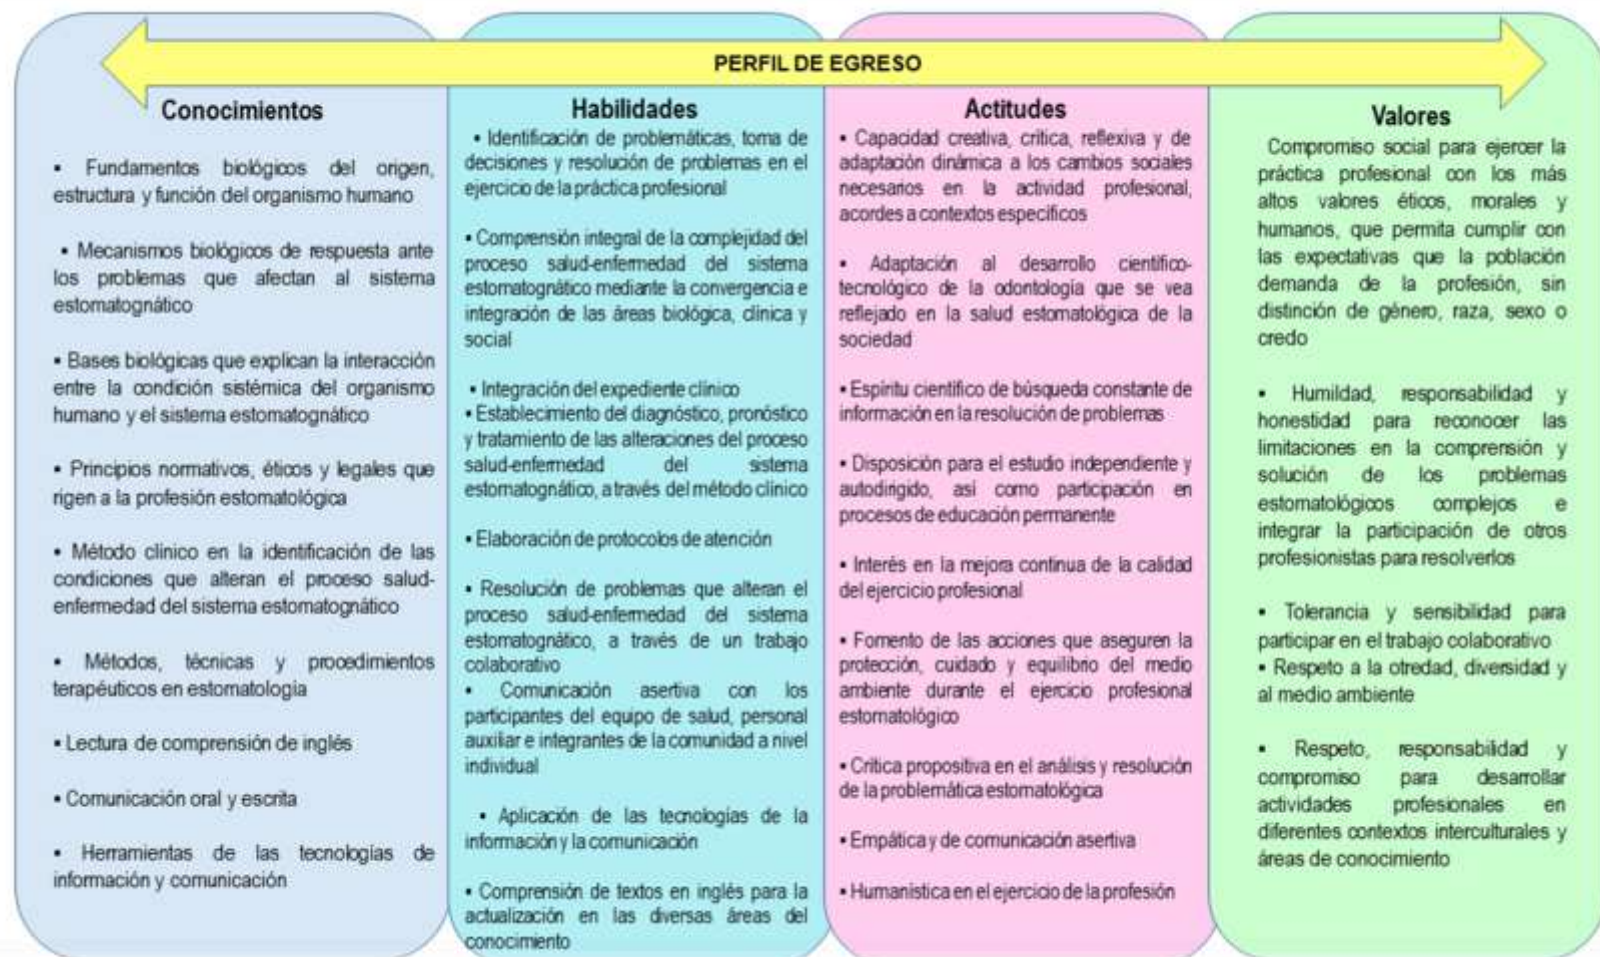 PERFIL DE EGRESO
Conocimientos
▪ Fundamentos biológicos del origen,
estructura y función del organismo humano
▪ Mecanismos biológicos de respuesta ante
los problemas que afectan al sistema
estomatognático
▪ Bases biológicas que explican la interacción
entre la condición sistémica del organismo
humano y el sistema estomatognático
▪ Principios normativos, éticos y legales que
rigen a la profesión estomatológica
▪ Método clínico en la identificación de las
condiciones que alteran el proceso salud-
enfermedad del sistema estomatognático
▪ Métodos, técnicas y procedimientos
terapéuticos en estomatología
▪ Lectura de comprensión de inglés
▪ Comunicación oral y escrita
▪ Herramientas de las tecnologías de
información y comunicación
Habilidades
▪ Identificación de problemáticas, toma de
decisiones y resolución de problemas en el
ejercicio de la práctica profesional
▪ Comprensión integral de la complejidad del
proceso salud-enfermedad del sistema
estomatognático mediante la convergencia e
integración de las áreas biológica, clínica y
social
▪ Integración del expediente clínico
▪ Establecimiento del diagnóstico, pronóstico
y tratamiento de las alteraciones del proceso
salud-enfermedad del sistema
estomatognático, a través del método clínico
▪ Elaboración de protocolos de atención
▪ Resolución de problemas que alteran el
proceso salud-enfermedad del sistema
estomatognático, a través de un trabajo
colaborativo
▪ Comunicación asertiva con los
participantes del equipo de salud, personal
auxiliar e integrantes de la comunidad a nivel
individual
▪ Aplicación de las tecnologías de la
información y la comunicación
▪ Comprensión de textos en inglés para la
actualización en las diversas áreas del
conocimiento
Actitudes
▪ Capacidad creativa, crítica, reflexiva y de
adaptación dinámica a los cambios sociales
necesarios en la actividad profesional,
acordes a contextos específicos
▪ Adaptación al desarrollo científico-
tecnológico de la odontología que se vea
reflejado en la salud estomatológica de la
sociedad
▪ Espíritu científico de búsqueda constante de
información en la resolución de problemas
▪ Disposición para el estudio independiente y
autodirigido, así como participación en
procesos de educación permanente
▪ Interés en la mejora continua de la calidad
del ejercicio profesional
▪ Fomento de las acciones que aseguren la
protección, cuidado y equilibrio del medio
ambiente durante el ejercicio profesional
estomatológico
▪ Crítica propositiva en el análisis y resolución
de la problemática estomatológica
▪ Empática y de comunicación asertiva
▪ Humanística en el ejercicio de la profesión
Valores
Compromiso social para ejercer la
práctica profesional con los más
altos valores éticos, morales y
humanos, que permita cumplir con
las expectativas que la población
demanda de la profesión, sin
distinción de género, raza, sexo o
credo
▪ Humildad, responsabilidad y
honestidad para reconocer las
limitaciones en la comprensión y
solución de los problemas
estomatológicos complejos e
integrar la participación de otros
profesionistas para resolverlos
▪ Tolerancia y sensibilidad para
participar en el trabajo colaborativo
▪ Respeto a la otredad, diversidad y
al medio ambiente
▪ Respeto, responsabilidad y
compromiso para desarrollar
actividades profesionales en
diferentes contextos interculturales y
áreas de conocimiento